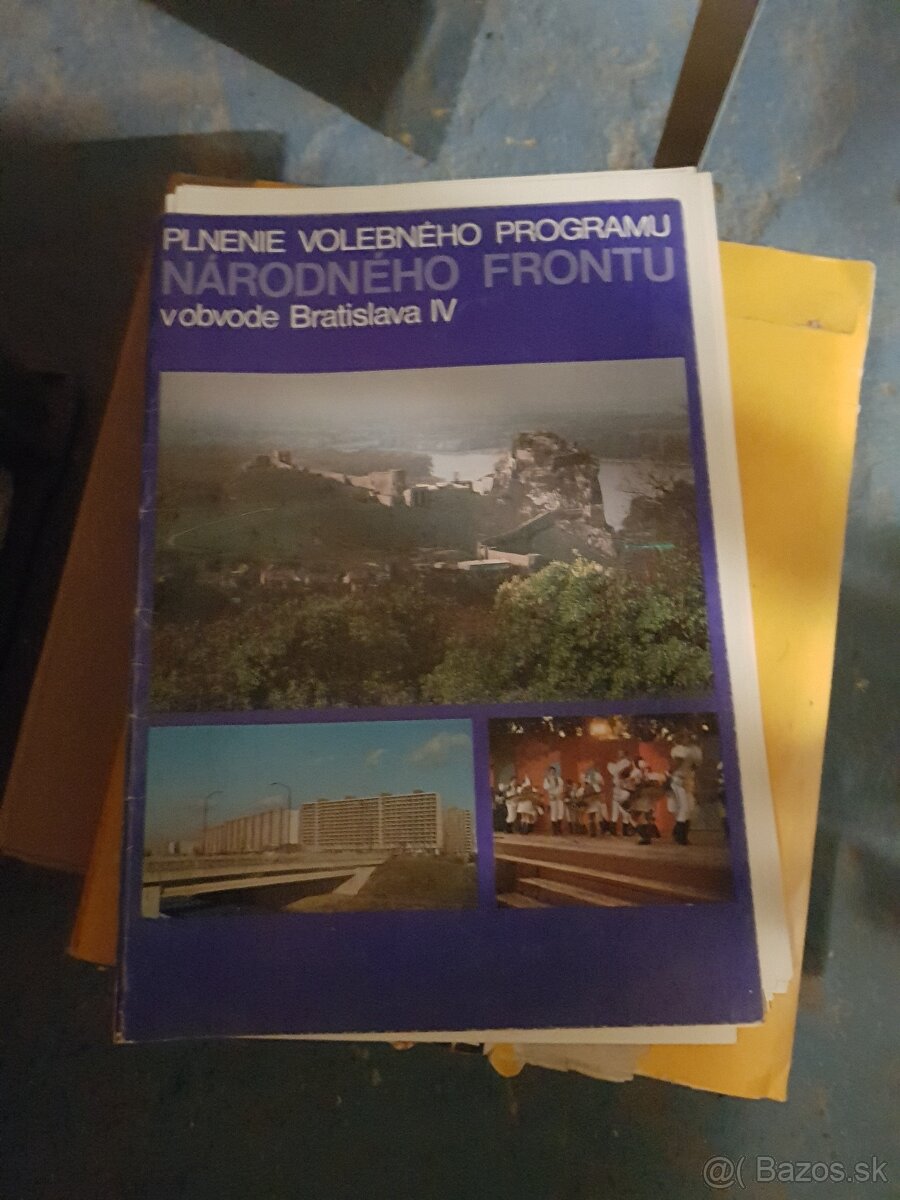 PLNENIE VOLEBNÉHO PROGRAMU
NÁRODNÉHO FRONTU
v obvode Bratislava IV
@( Bazos.sk